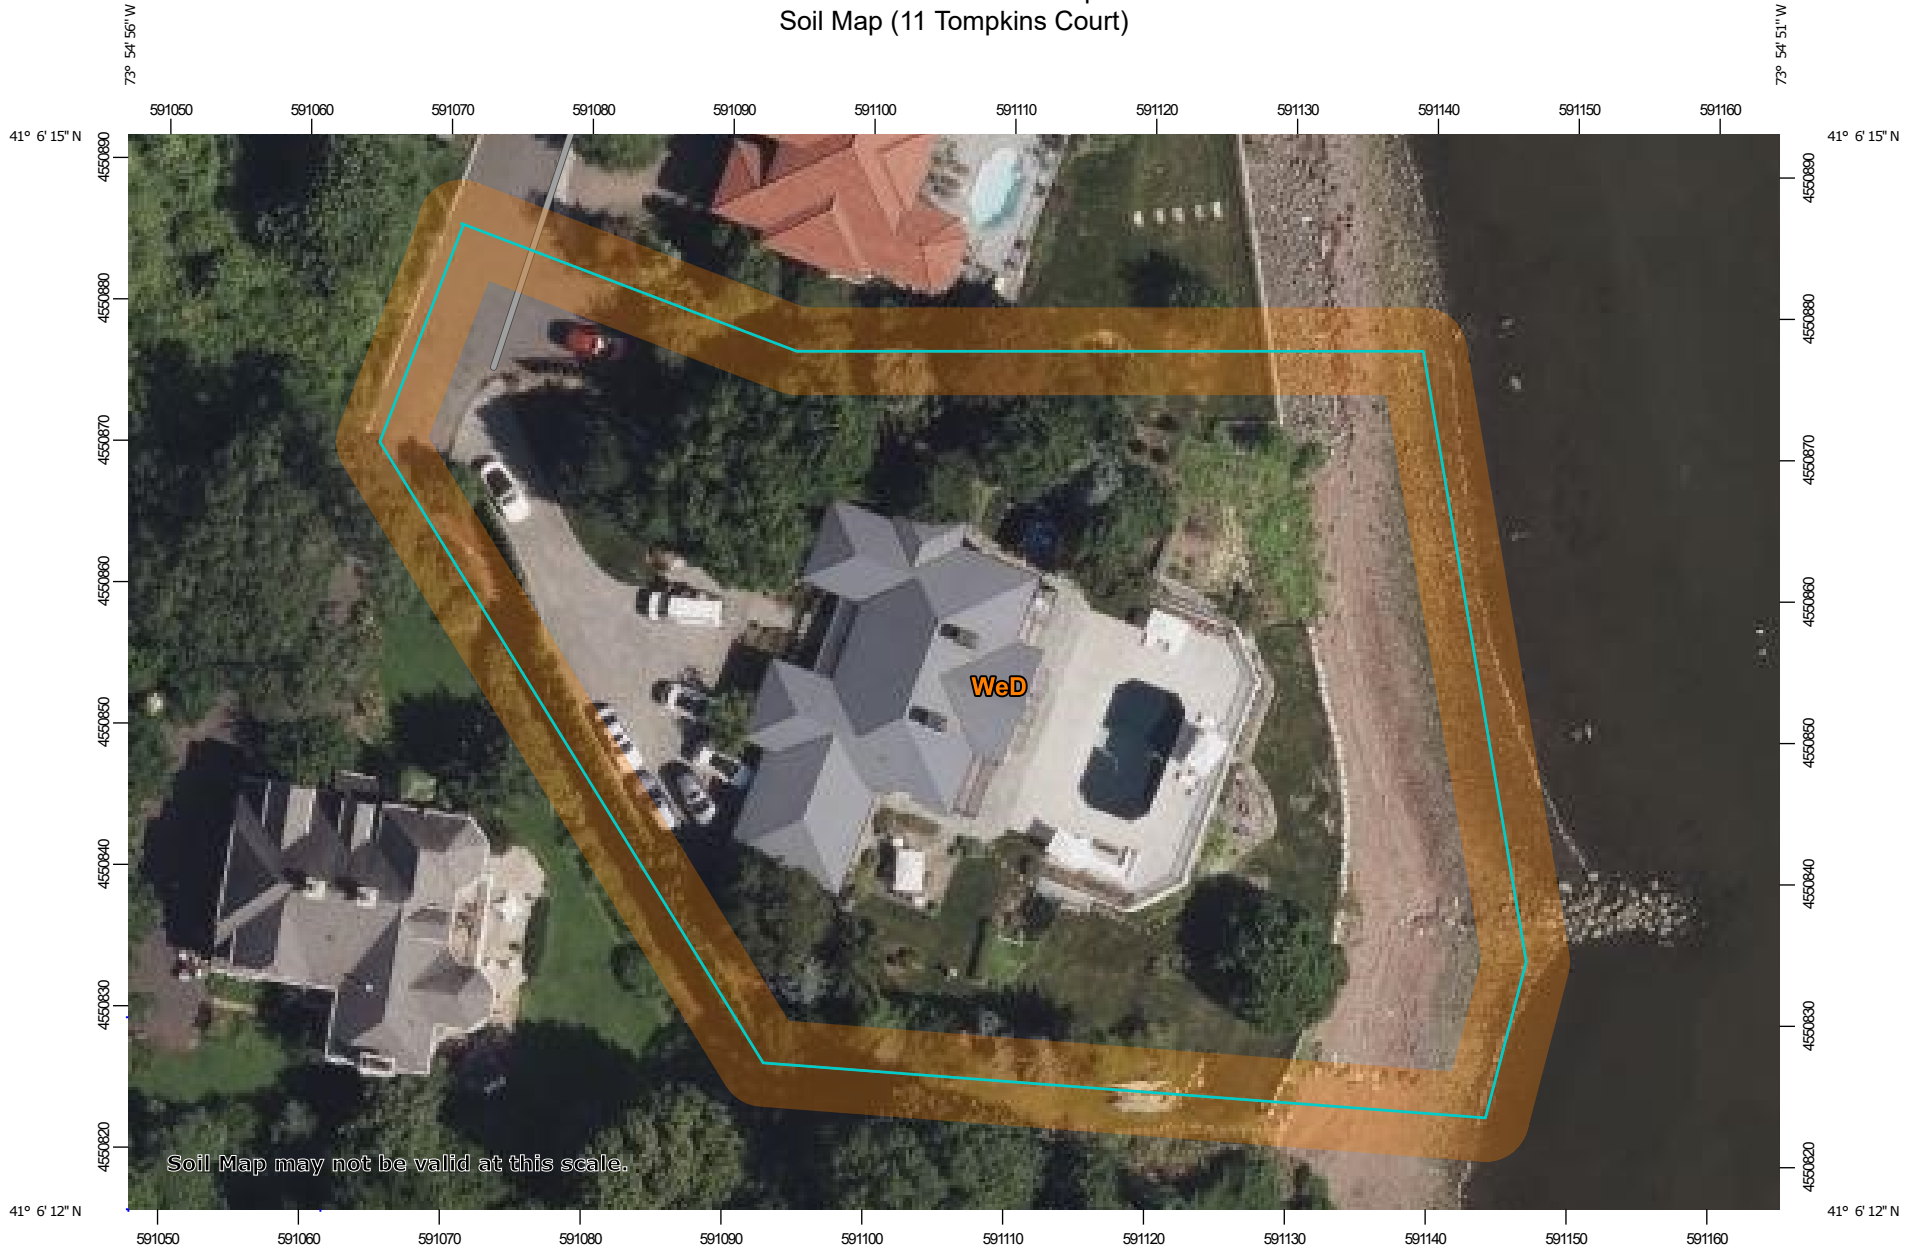 Soil Map (11 Tompkins Court)
73° 54' 56'' W
73° 54' 51'' W
591050 591060 591070 591080 591090 591100 591110 591120 591130 591140 591150 591160
41° 6' 15'' N
41° 6' 15'' N
4550890
4550890
4550880
4550880
4550870
4550870
4550860
4550860
WeD
4550850
4550850
4550840
4550840
4550830
4550830
4550820
4550820
Soil Map may not be valid at this scale.
41° 6' 12'' N
41° 6' 12'' N
591050 591060 591070 591080 591090 591100 591110 591120 591130 591140 591150 591160